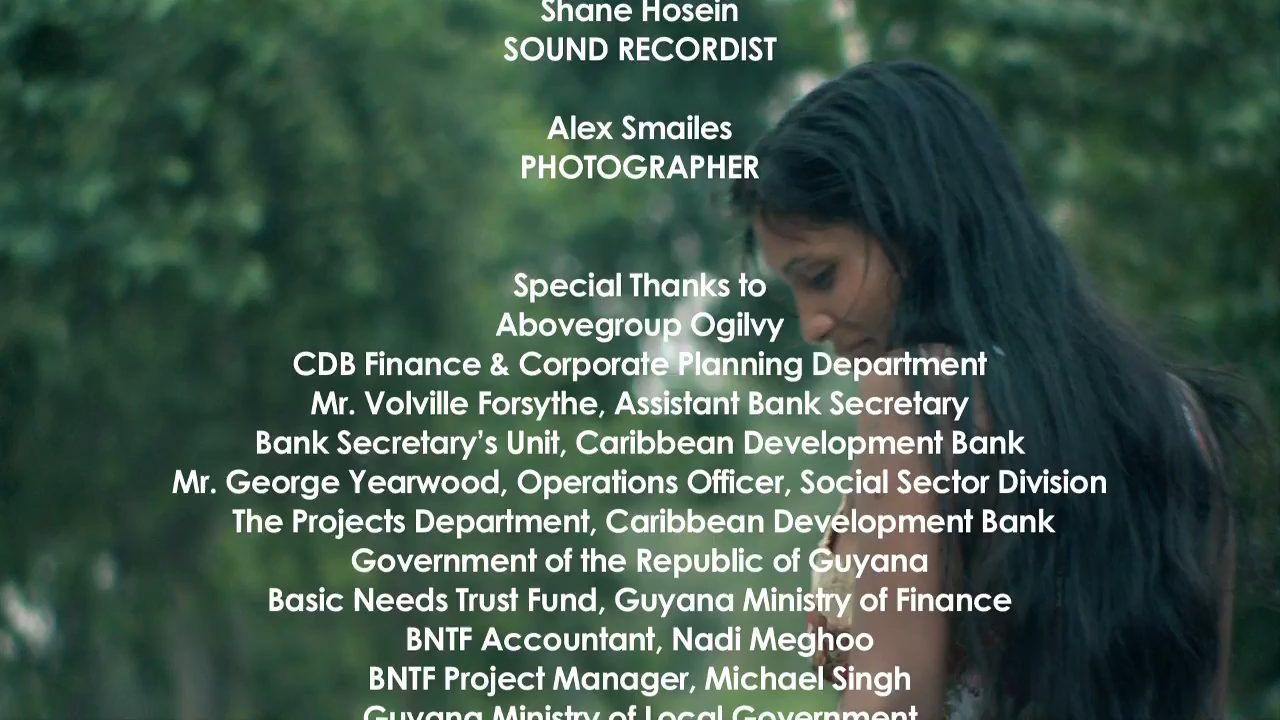 Shane Hosein
SOUND RECORDIST
Alex Smailes
PHOTOGRAPHER
Special Thanks to
Abovegroup Ogilvy
CDB Finance & Corporate Planning Department
Mr. Volville Forsythe, Assistant Bank Secretary
Bank Secretary’s Unit, Caribbean Development Bank
Mr. George Yearwood, Operations Officer, Social Sector Division
The Projects Department, Caribbean Development Bank
Government of the Republic of Guyana
Basic Needs Trust Fund, Guyana Ministry of Finance
BNTF Accountant, Nadi Meghoo
BNTF Project Manager, Michael Singh
Guyana Ministry of Local Government